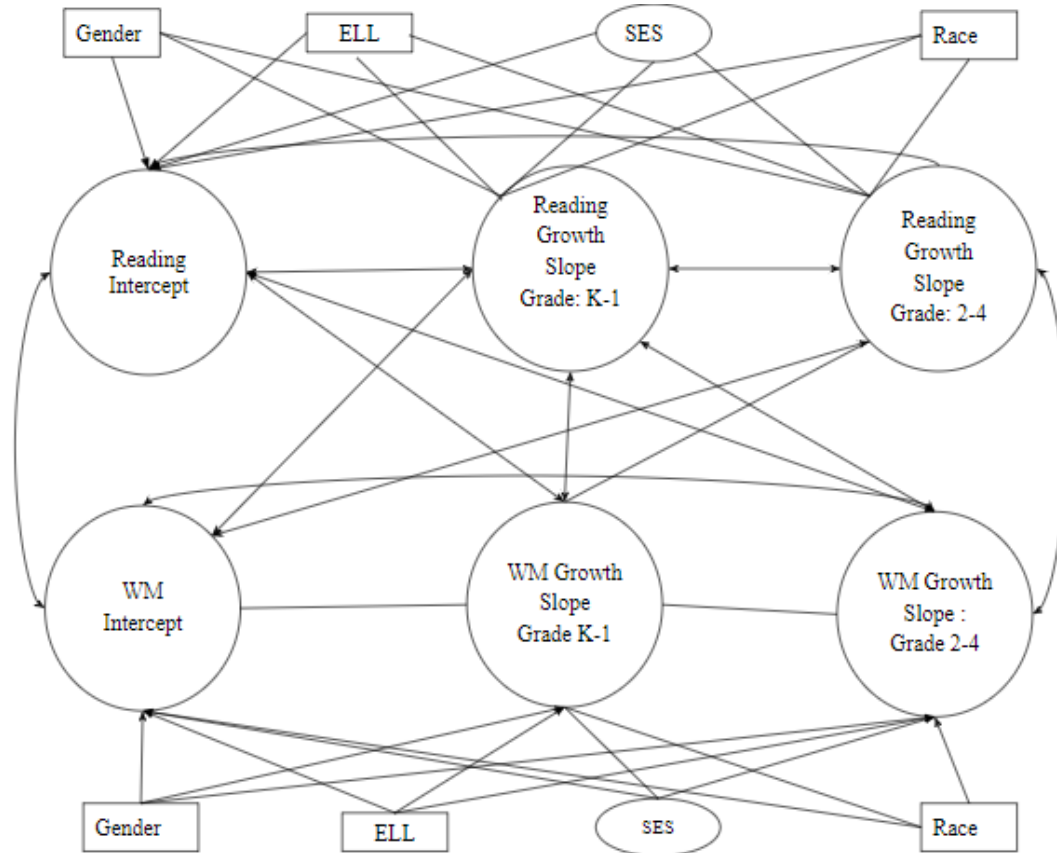 Gender
ELL
SES
Race
Reading
Intercept
Reading
Growth
Slope
Grade: K-1
Reading
Growth
Slope
Grade: 2-4
WM
Intercept
WM Growth
Slope
Grade K-1
WM Growth
Slope :
Grade 2-4
Gender
ELL
SES
Race